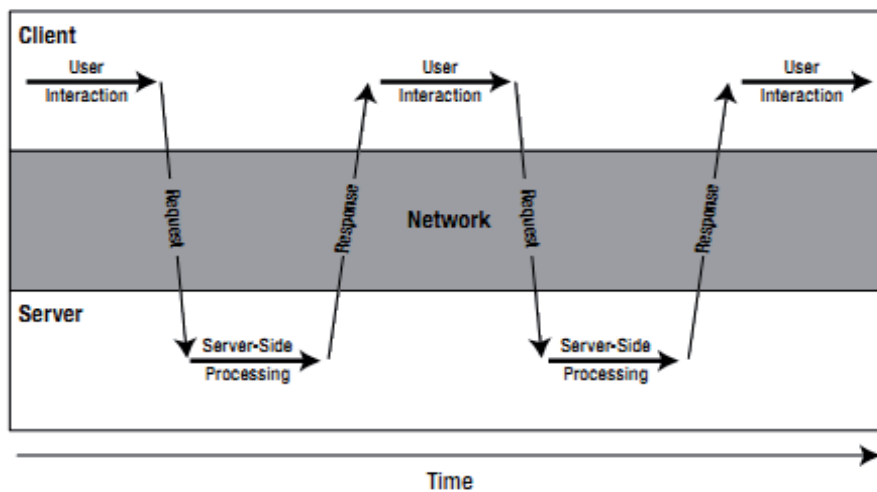 Client
User
Interaction
User
Interaction
User
Interaction
Request
Response
Network
Request
Response
Server
Server-Side
Processing
Server-Side
Processing
Time